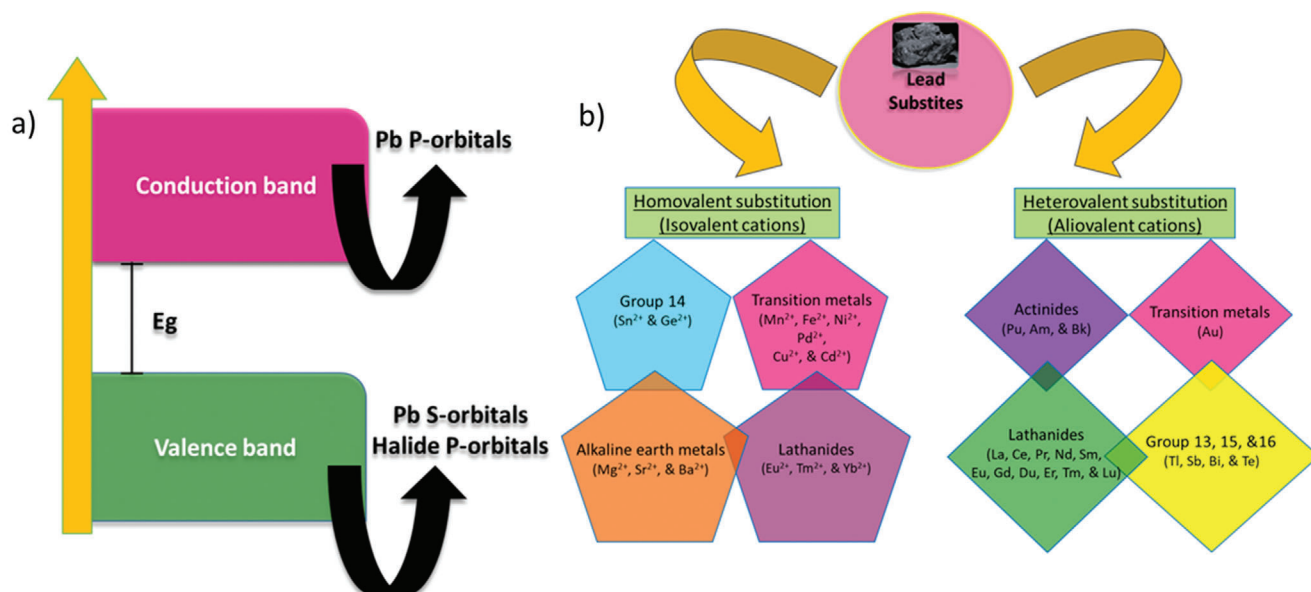 a)
Conduction band
Pb P-orbitals
Eg
Valence band
Pb S-orbitals
Halide P-orbitals
b)
Lead
Substites
Homovalent substitution
(Isovalent cations)
Group 14
(Sn²⁺ & Ge²⁺)
Transition metals
(Mn²⁺, Fe²⁺, Ni²⁺,
Pd²⁺,
Cu²⁺, & Cd²⁺)
Alkaline earth metals
(Mg²⁺, Sr²⁺, & Ba²⁺)
Lathanides
(Eu²⁺, Tm²⁺, & Yb²⁺)
Heterovalent substitution
(Aliovalent cations)
Actinides
(Pu, Am, & Bk)
Transition metals
(Au)
Lathanides
(La, Ce, Pr, Nd, Sm,
Eu, Gd, Du, Er, Tm, & Lu)
Group 13, 15, &16
(Tl, Sb, Bi, & Te)